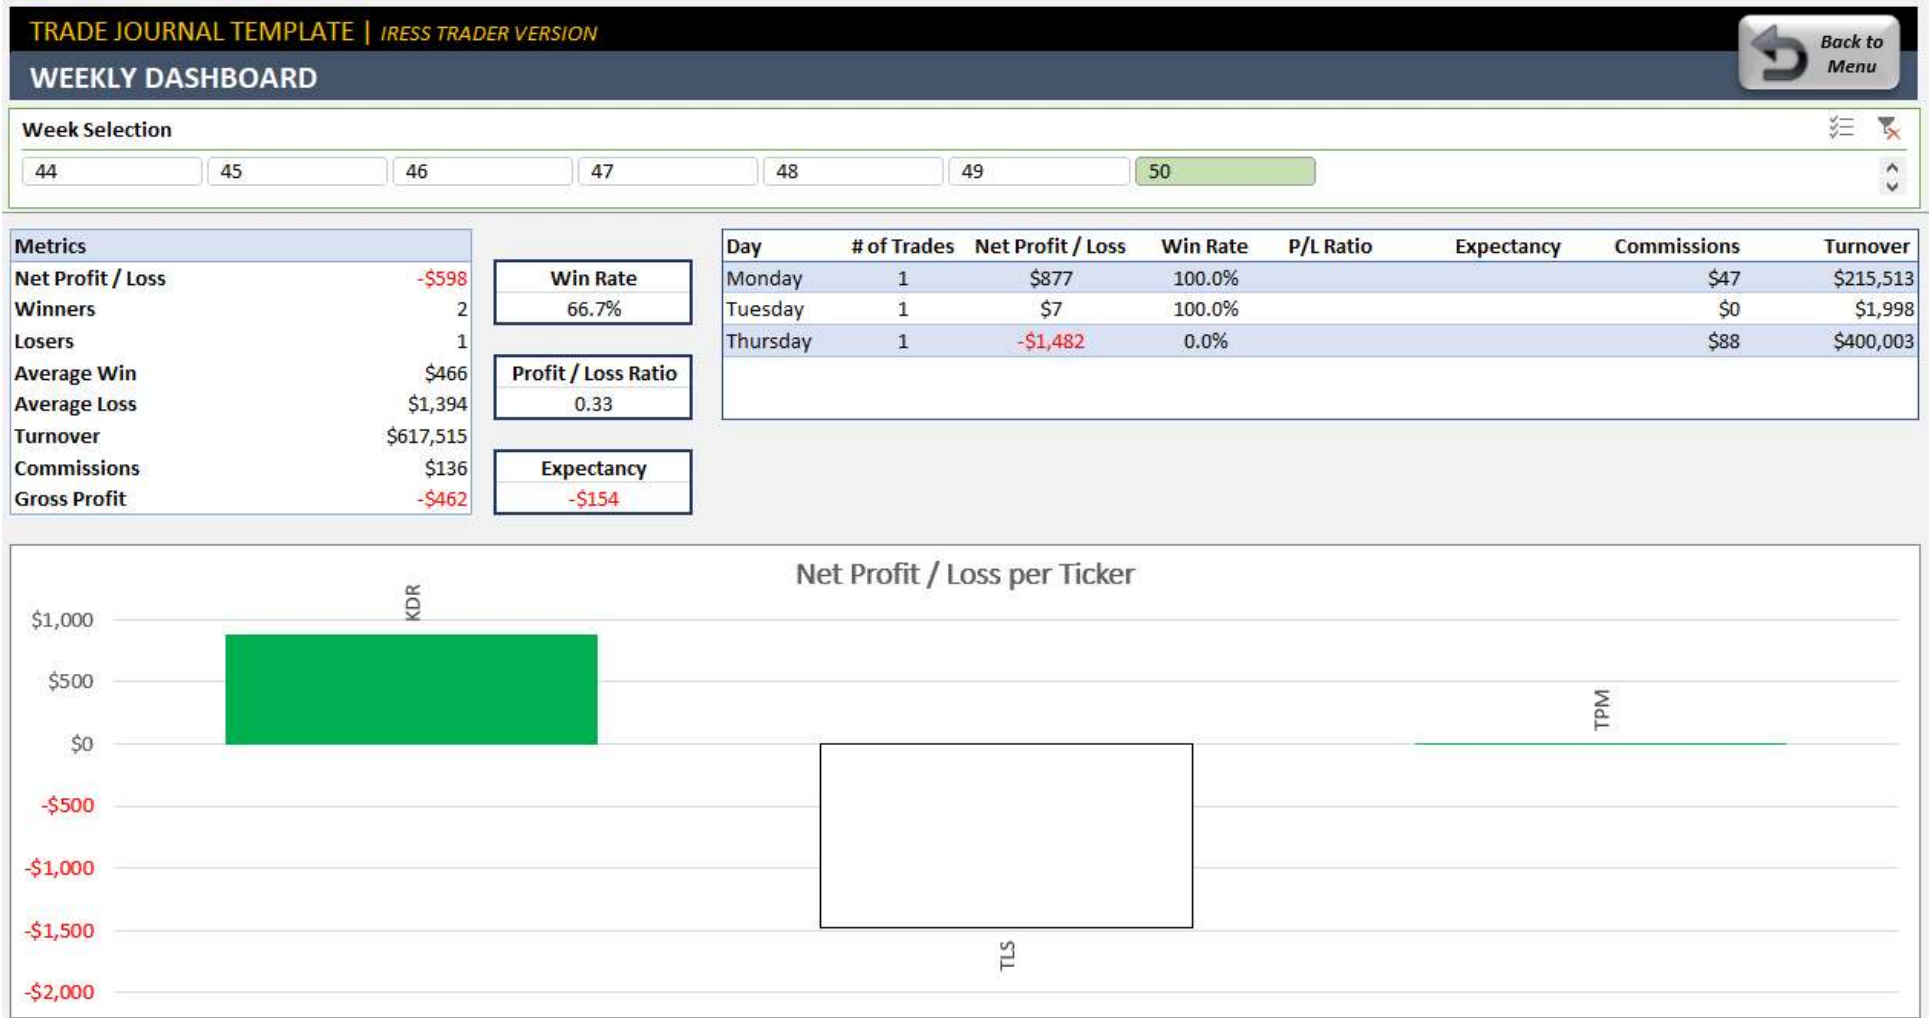 TRADE JOURNAL TEMPLATE | IRESS TRADER VERSION
Back to
Menu
WEEKLY DASHBOARD
Week Selection
44 45 46 47 48 49 50
Metrics
Net Profit / Loss -$598
Winners 2
Losers 1
Average Win $466
Average Loss $1,394
Turnover $617,515
Commissions $136
Gross Profit -$462
Win Rate
66.7%
Profit / Loss Ratio
0.33
Expectancy
-$154
Day # of Trades Net Profit / Loss Win Rate P/L Ratio Expectancy Commissions Turnover
Monday 1 $877 100.0% $47 $215,513
Tuesday 1 $7 100.0% $0 $1,998
Thursday 1 -$1,482 0.0% $88 $400,003
Net Profit / Loss per Ticker
KDR
$1,000
$500
TPM
$0
-$500
-$1,000
-$1,500
TLS
-$2,000